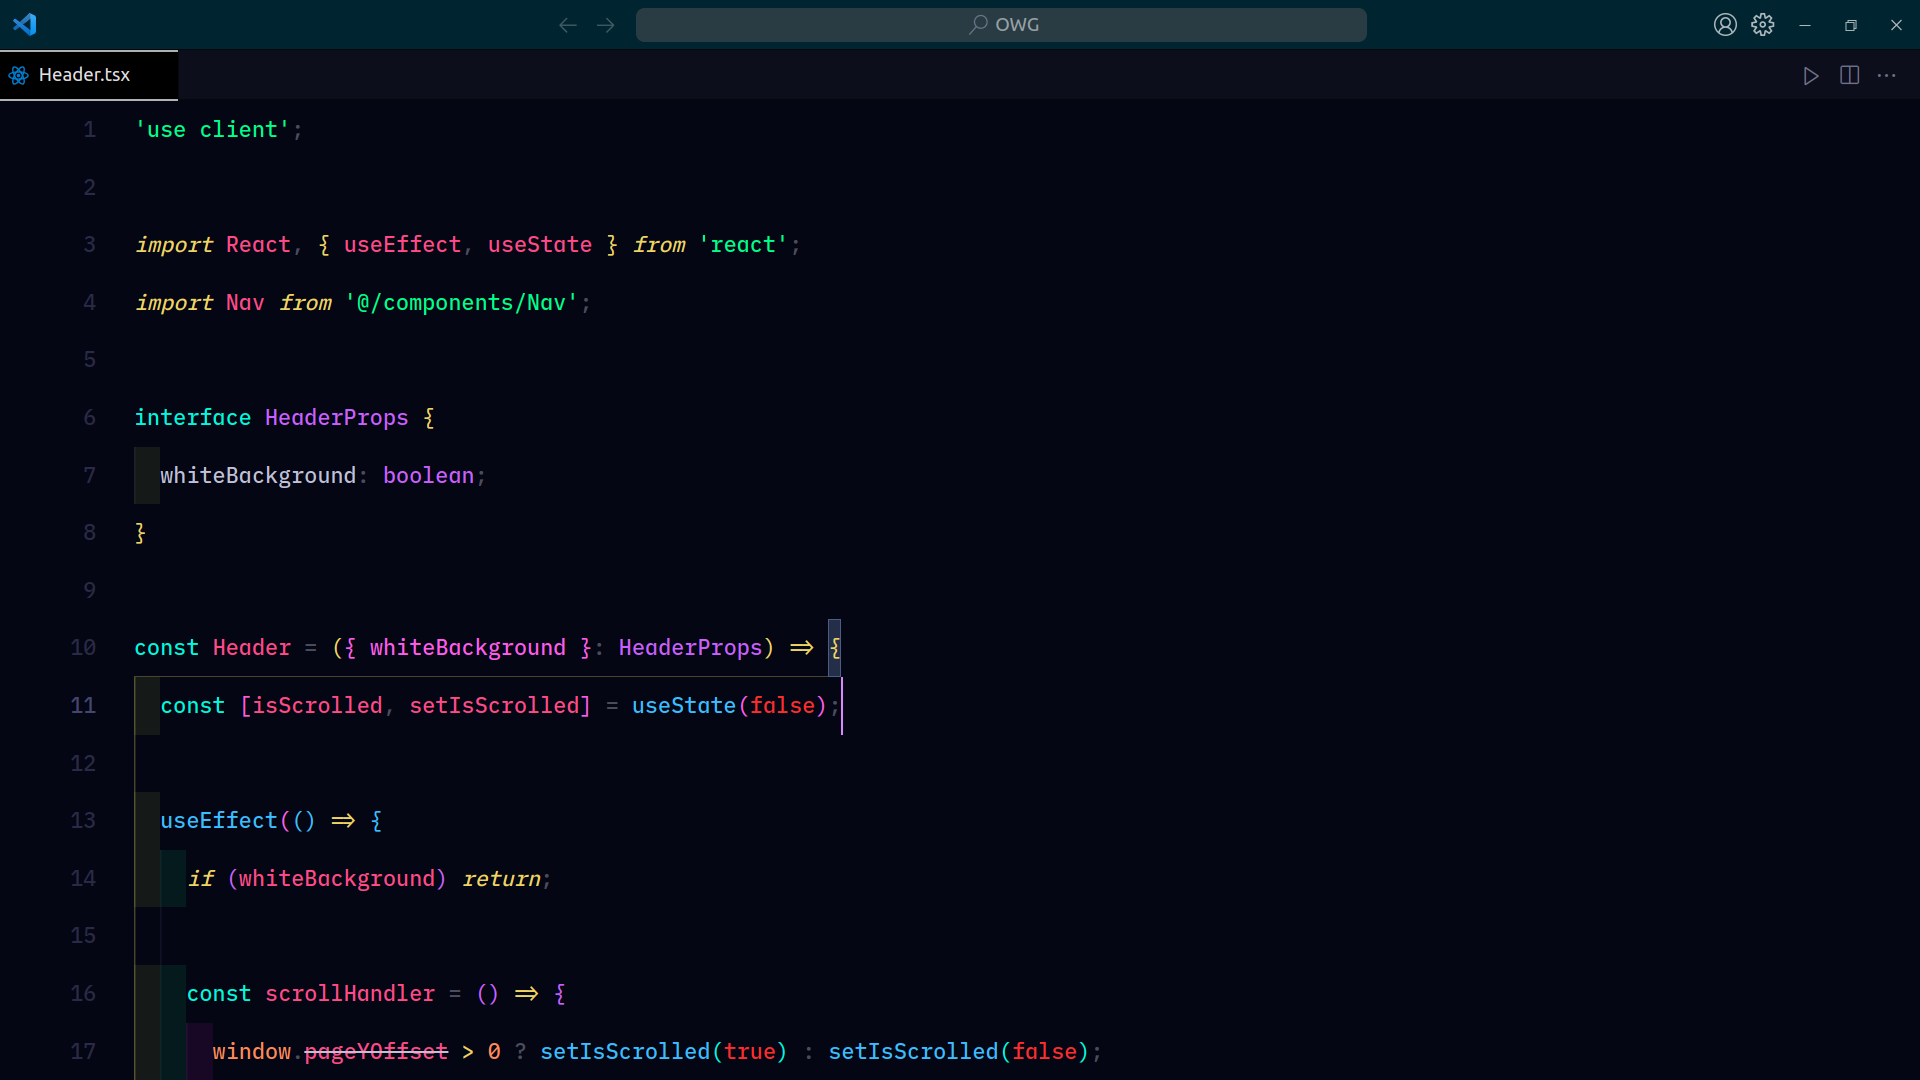 OWG
Header.tsx
1 'use client';
2
3 import React, { useEffect, useState } from 'react';
4 import Nav from '@/components/Nav';
5
6 interface HeaderProps {
7 whiteBackground: boolean;
8 }
9
10 const Header = ({ whiteBackground }: HeaderProps) => {
11 const [isScrolled, setIsScrolled] = useState(false);
12
13 useEffect(() => {
14 if (whiteBackground) return;
15
16 const scrollHandler = () => {
17 window.pageYOffset > 0 ? setIsScrolled(true) : setIsScrolled(false);